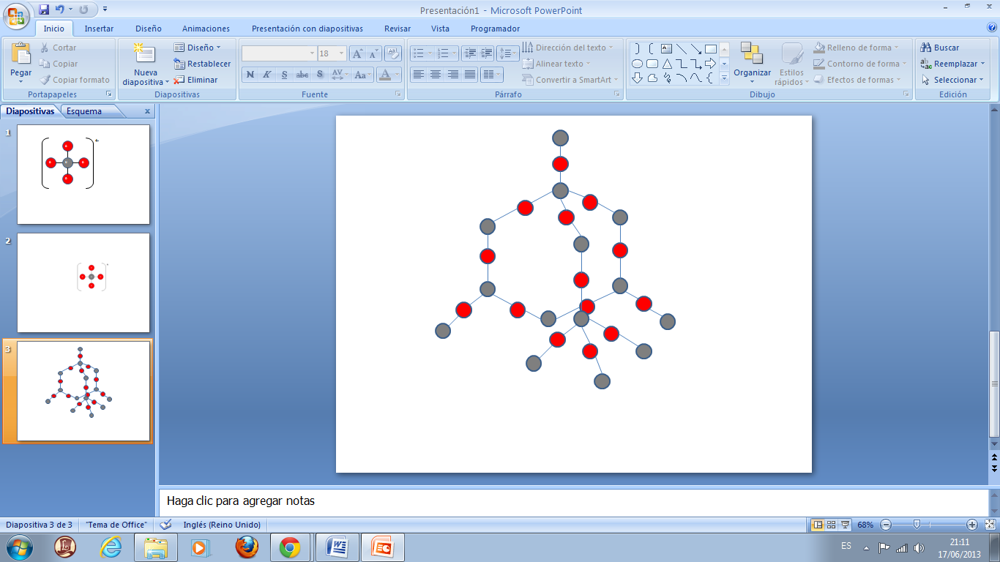 Presentación1 - Microsoft PowerPoint
Inicio Insertar Diseño Animaciones Presentación con diapositivas Revisar Vista Programador
Pegar
Cortar
Copiar
Copiar formato
Portapapeles
Nueva diapositiva
Diseño
Restablecer
Eliminar
Diapositivas
18
A A
N K S abc S AV Aa A
Fuente
Dirección del texto
Alinear texto
Convertir a SmartArt
Párrafo
Organizar
Estilos rápidos
Relleno de forma
Contorno de forma
Efectos de formas
Dibujo
Buscar
Reemplazar
Seleccionar
Edición
Diapositivas Esquema x
1
2
3
Haga clic para agregar notas
Diapositiva 3 de 3 "Tema de Office" Inglés (Reino Unido) 68%
ES
21:11
17/06/2013